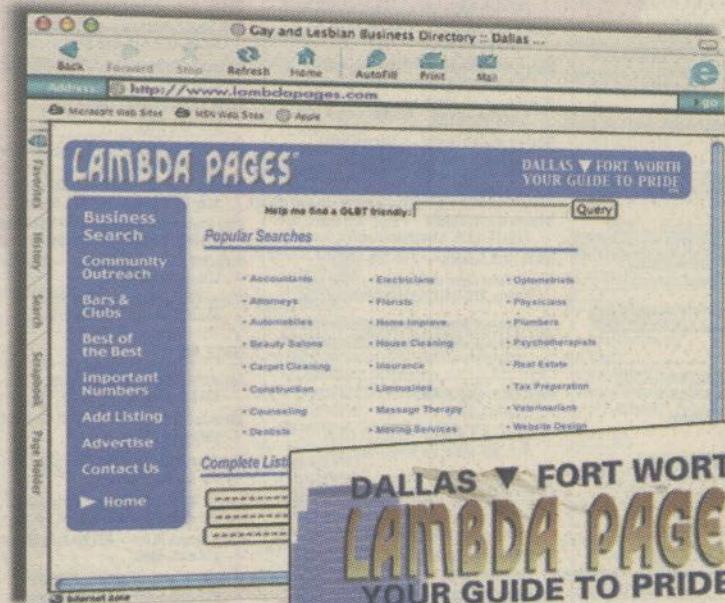 Gay and Lesbian Business Directory :: Dallas ...
Back Forward Stop Refresh Home AutoFill Print Mail
Address: http://www.lambdapages.com go
Microsoft Web Sites MSN Web Sites Apple
Favorites
History
Search
Scrapbook
Page Holder
LAMBDA PAGES
DALLAS ▼ FORT WORTH
YOUR GUIDE TO PRIDE
Business
Search
Community
Outreach
Bars &
Clubs
Best of
the Best
Important
Numbers
Add Listing
Advertise
Contact Us
► Home
Help me find a GLBT friendly: Query
Popular Searches
• Accountants
• Attorneys
• Automobiles
• Beauty Salons
• Carpet Cleaning
• Construction
• Counseling
• Dentists
• Electricians
• Florists
• Home Improve.
• House Cleaning
• Insurance
• Limousines
• Massage Therapy
• Moving Services
• Optometrists
• Physicians
• Plumbers
• Psychotherapists
• Real Estate
• Tax Preparation
• Veterinarians
• Website Design
Complete Listi
Internet zone
DALLAS ▼ FORT WORT
LAMBDA PAGE
YOUR GUIDE TO PRIDE